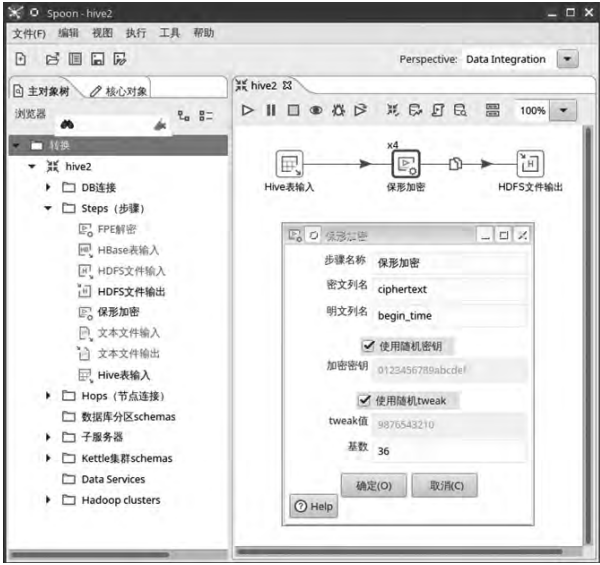 Spoon - hive2
文件(F) 编辑 视图 执行 工具 帮助
Perspective: Data Integration
主对象树 核心对象
浏览器
转换
hive2
DB连接
Steps（步骤）
FPE解密
HBase表输入
HDFS文件输入
HDFS文件输出
保形加密
文本文件输入
文本文件输出
Hive表输入
Hops（节点连接）
数据库分区schemas
子服务器
Kettle集群schemas
Data Services
Hadoop clusters
hive2
100%
x4
Hive表输入 保形加密 HDFS文件输出
保形加密
步骤名称 保形加密
密文列名 ciphertext
明文列名 begin_time
使用随机密钥
加密密钥 0123456789abcdef
使用随机tweak
tweak值 9876543210
基数 36
确定(O) 取消(C)
Help